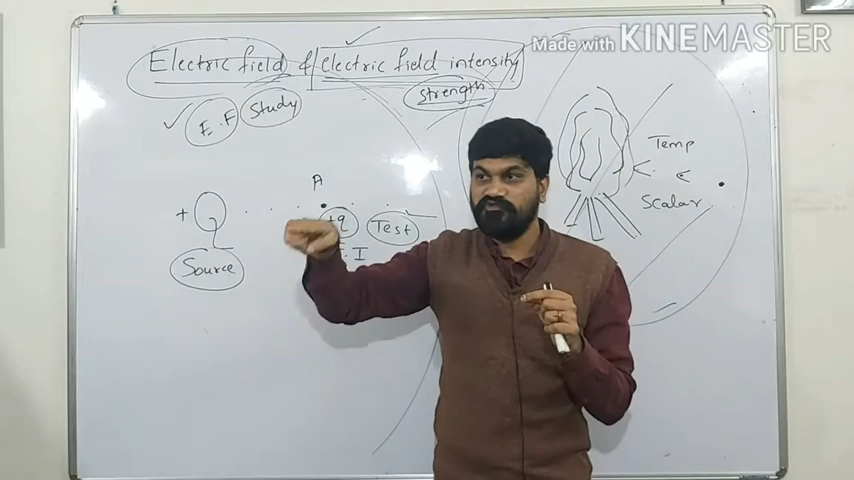 Made with KINEMASTER
Electric field & electric field intensity
strength
E.F Study
Temp
A
Scalar
+ Q +q Test
E.I
Source